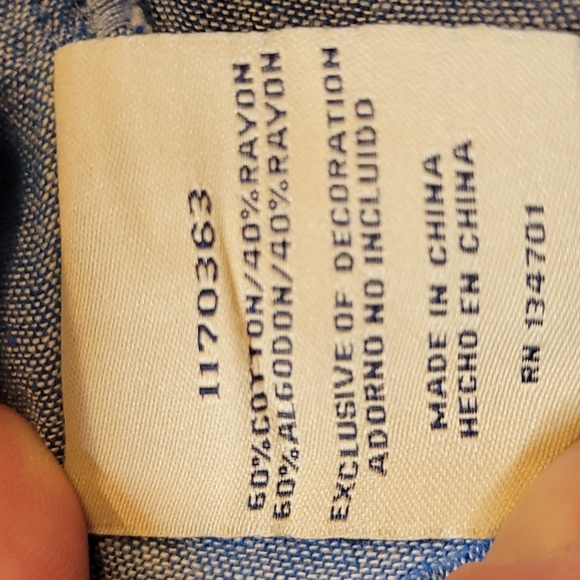 1170363
60%COTTON/40%RAYON
60%ALGODON/40%RAYON
EXCLUSIVE OF DECORATION
ADORNO NO INCLUIDO
MADE IN CHINA
HECHO EN CHINA
RN 134701